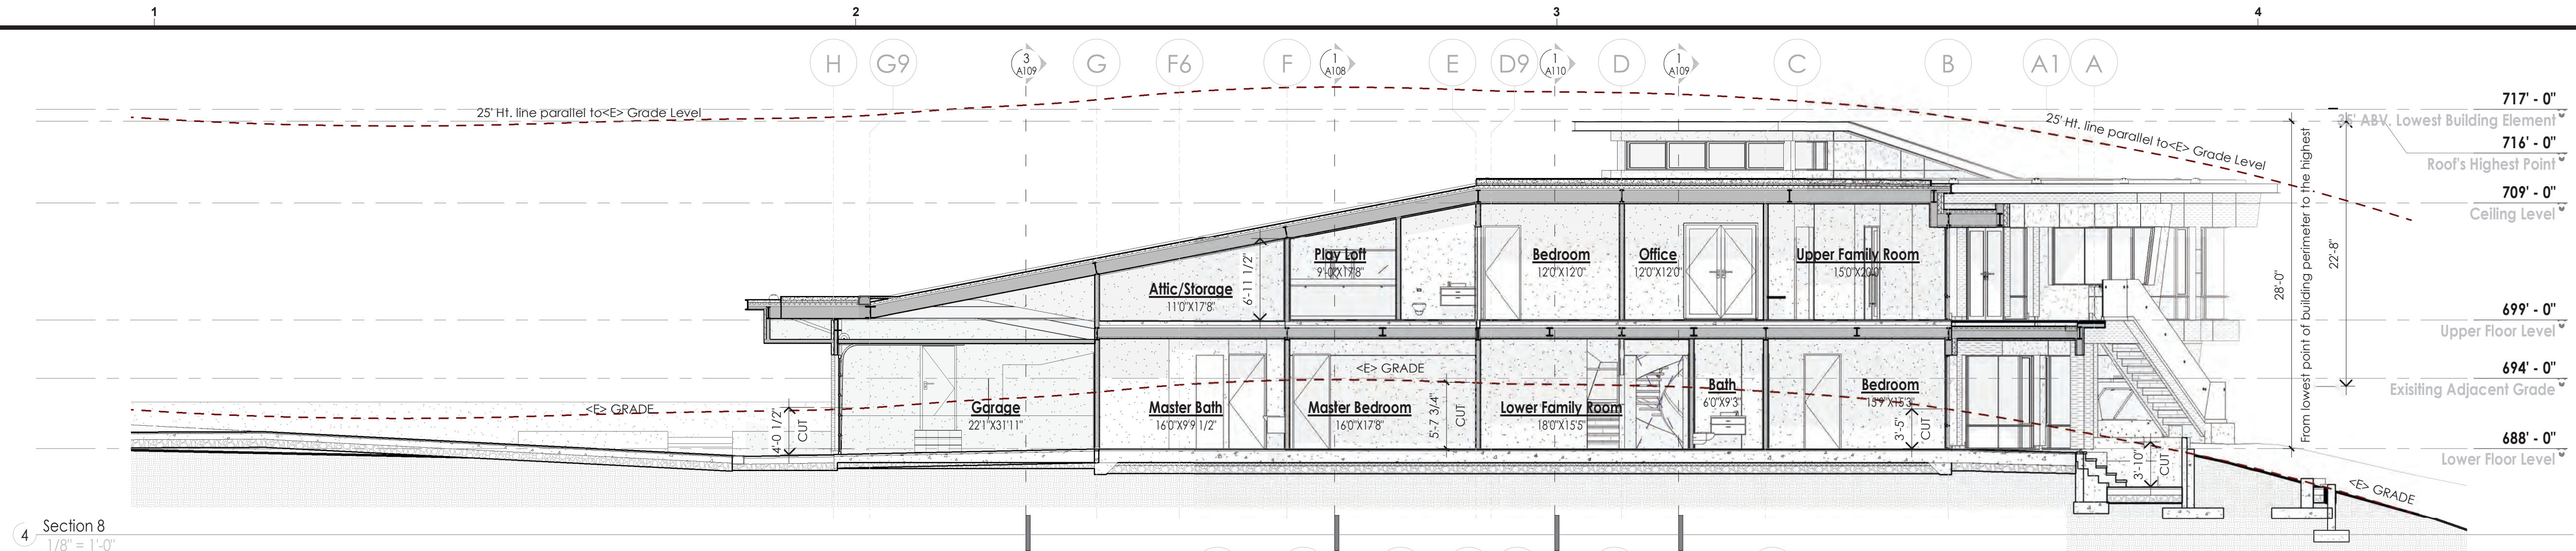 1 2 3 4
H G9 3 A109 G F6 F 1 A108 E D9 1 A110 D 1 A109 C B A1 A
25' Ht. line parallel to<E> Grade Level
25' Ht. line parallel to<E> Grade Level
717' - 0"
35' ABV. Lowest Building Element
716' - 0"
Roof's Highest Point
709' - 0"
Ceiling Level
699' - 0"
Upper Floor Level
694' - 0"
Exisiting Adjacent Grade
688' - 0"
Lower Floor Level
From lowest point of building perimeter to the highest
28'-0"
22'-8"
Attic/Storage
11'0"X17'8"
6'-11 1/2"
Play Loft
9'-0"X17'8"
Bedroom
12'0"X12'0"
Office
12'0"X12'0"
Upper Family Room
15'0"X20'0"
<E> GRADE
4'-0 1/2"
CUT
Garage
22'1"X31'11"
Master Bath
16'0"X9'9 1/2"
<E> GRADE
Master Bedroom
16'0"X17'8"
5'-7 3/4"
CUT
Lower Family Room
18'0"X15'5"
Bath
6'0"X9'3"
Bedroom
13'9"X15'3"
3'-5"
CUT
3'-10"
CUT
<E> GRADE
4 Section 8
1/8" = 1'-0"